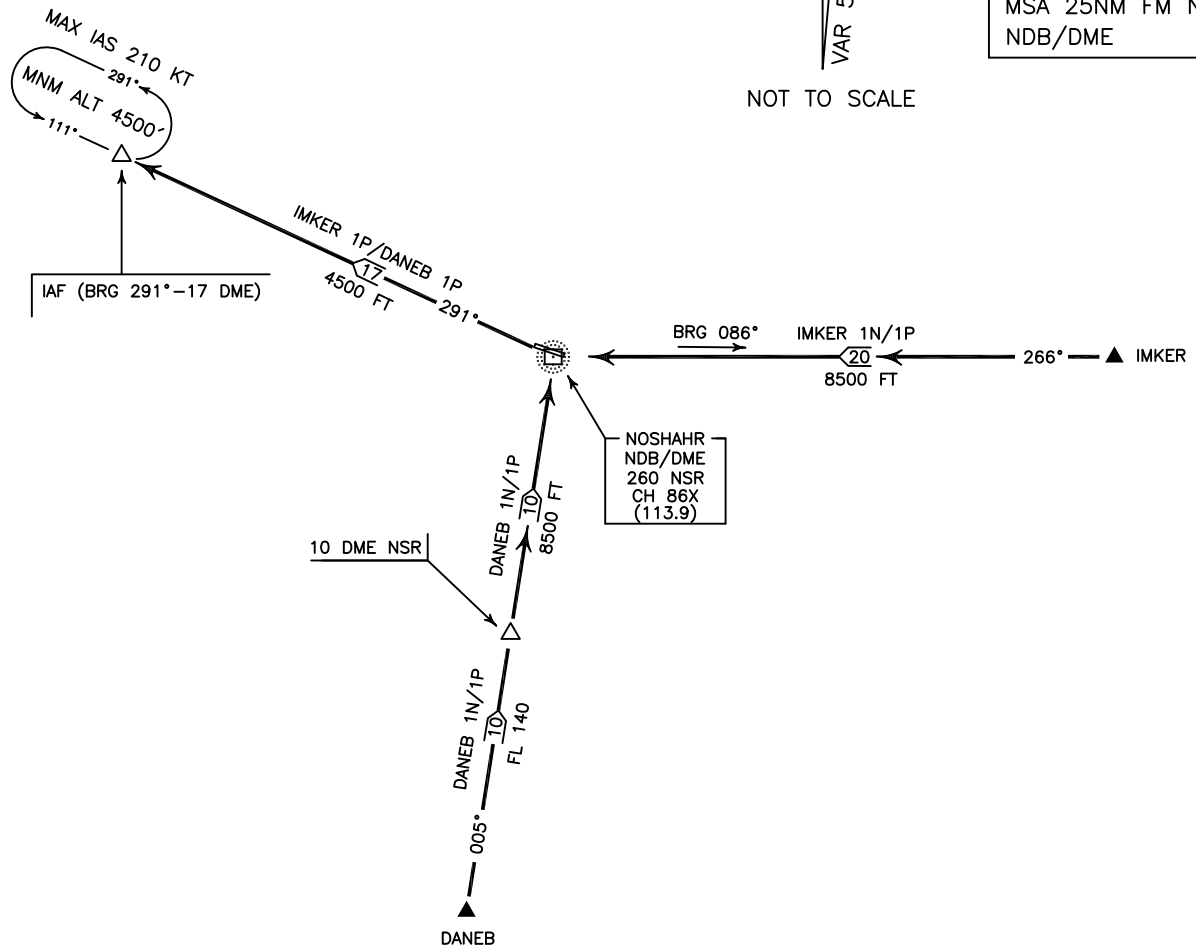 MSA 25NM FM
NDB/DME
VAR
NOT TO SCALE
MAX IAS 210 KT
291°
MNM ALT 4500'
111°
IMKER 1P/DANEB 1P
17
4500 FT
291°
IAF (BRG 291°-17 DME)
BRG 086°
IMKER 1N/1P
20
8500 FT
266°
IMKER
NOSHAHR
NDB/DME
260 NSR
CH 86X
(113.9)
DANEB 1N/1P
10
8500 FT
10 DME NSR
DANEB 1N/1P
10
FL 140
005°
DANEB